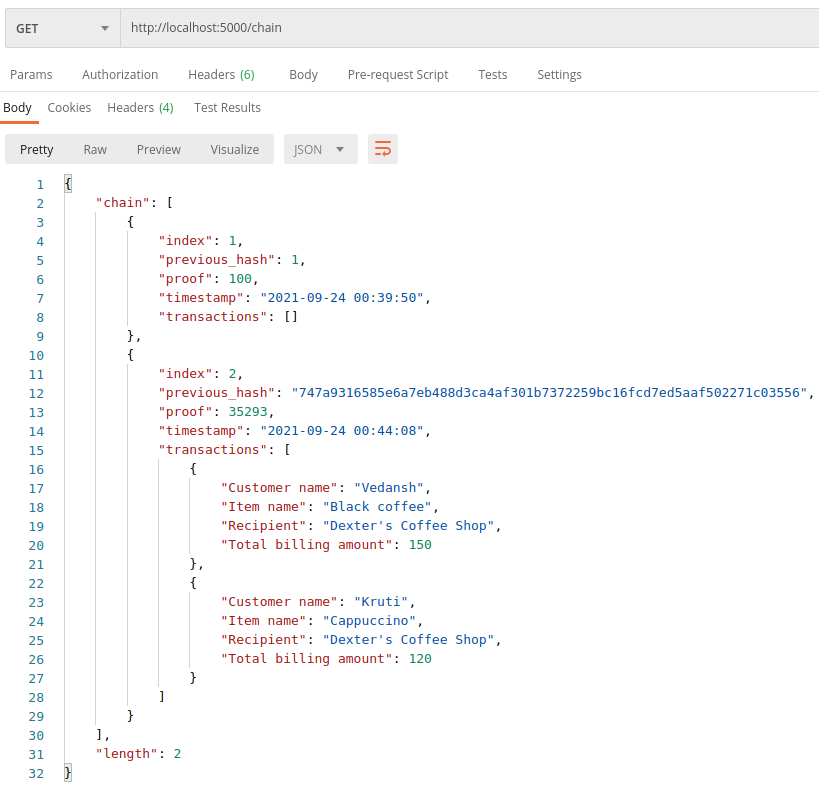 GET http://localhost:5000/chain
Params Authorization Headers (6) Body Pre-request Script Tests Settings
Body Cookies Headers (4) Test Results
Pretty Raw Preview Visualize JSON
1 {
2 "chain": [
3 {
4 "index": 1,
5 "previous_hash": 1,
6 "proof": 100,
7 "timestamp": "2021-09-24 00:39:50",
8 "transactions": []
9 },
10 {
11 "index": 2,
12 "previous_hash": "747a9316585e6a7eb488d3ca4af301b7372259bc16fcd7ed5aaf502271c03556",
13 "proof": 35293,
14 "timestamp": "2021-09-24 00:44:08",
15 "transactions": [
16 {
17 "Customer name": "Vedansh",
18 "Item name": "Black coffee",
19 "Recipient": "Dexter's Coffee Shop",
20 "Total billing amount": 150
21 },
22 {
23 "Customer name": "Kruti",
24 "Item name": "Cappuccino",
25 "Recipient": "Dexter's Coffee Shop",
26 "Total billing amount": 120
27 }
28 ]
29 }
30 ],
31 "length": 2
32 }